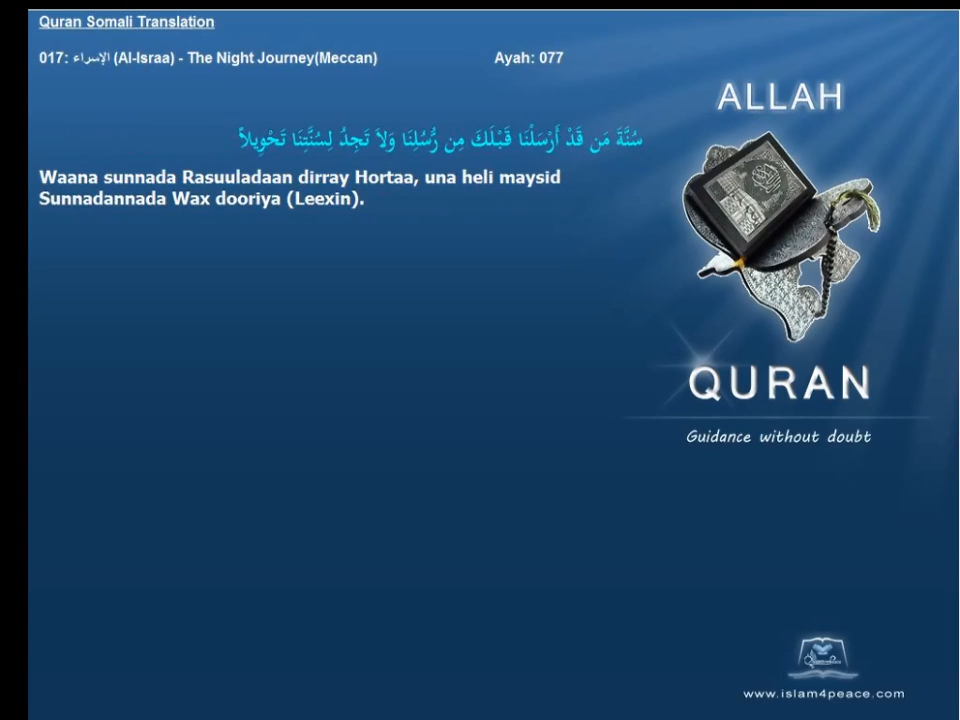 Quran Somali Translation
017: الإسراء (Al-Israa) - The Night Journey(Meccan) Ayah: 077
ALLAH
سُنَّةَ مَن قَدْ أَرْسَلْنَا قَبْلَكَ مِن رُّسُلِنَا وَلاَ تَجِدُ لِسُنَّتِنَا تَحْوِيلاً
Waana sunnada Rasuuladaan dirray Hortaa, una heli maysid
Sunnadannada Wax dooriya (Leexin).
QURAN
Guidance without doubt
www.islam4peace.com